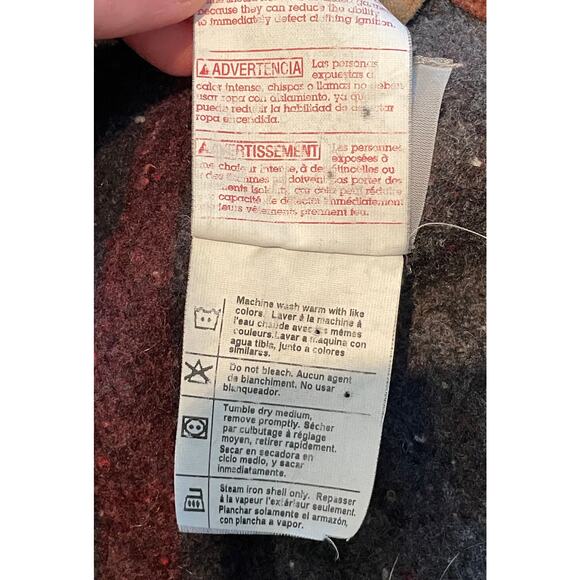 because they can reduce the ability
to immediately detect clothing ignition.
ADVERTENCIA Las personas
expuestas a
calor intenso, chispas o llamas no deben
usar ropa con aislamiento, ya que
puede reducir la habilidad de detectar
ropa encendida.
AVERTISSEMENT Les personnes
exposées à
une chaleur intense, à des étincelles ou
des flammes ne doivent pas porter des
vêtements isolants, car cela peut réduire
capacité de détecter immédiatement
leurs vêtements prennent feu.
Machine wash warm with like
colors. Laver à la machine à
l'eau chaude avec les mêmes
couleurs. Lavar a maquina con
agua tibia, junto a colores
similares.
Do not bleach. Aucun agent
de blanchiment. No usar
blanqueador.
Tumble dry medium,
remove promptly. Sécher
par culbutage à réglage
moyen, retirer rapidement.
Secar en secadora en
ciclo medio, y sacar
inmediatamente.
Steam iron shell only. Repasser
à la vapeur l'extérieur seulement.
Planchar solamente el armazón,
con plancha a vapor.